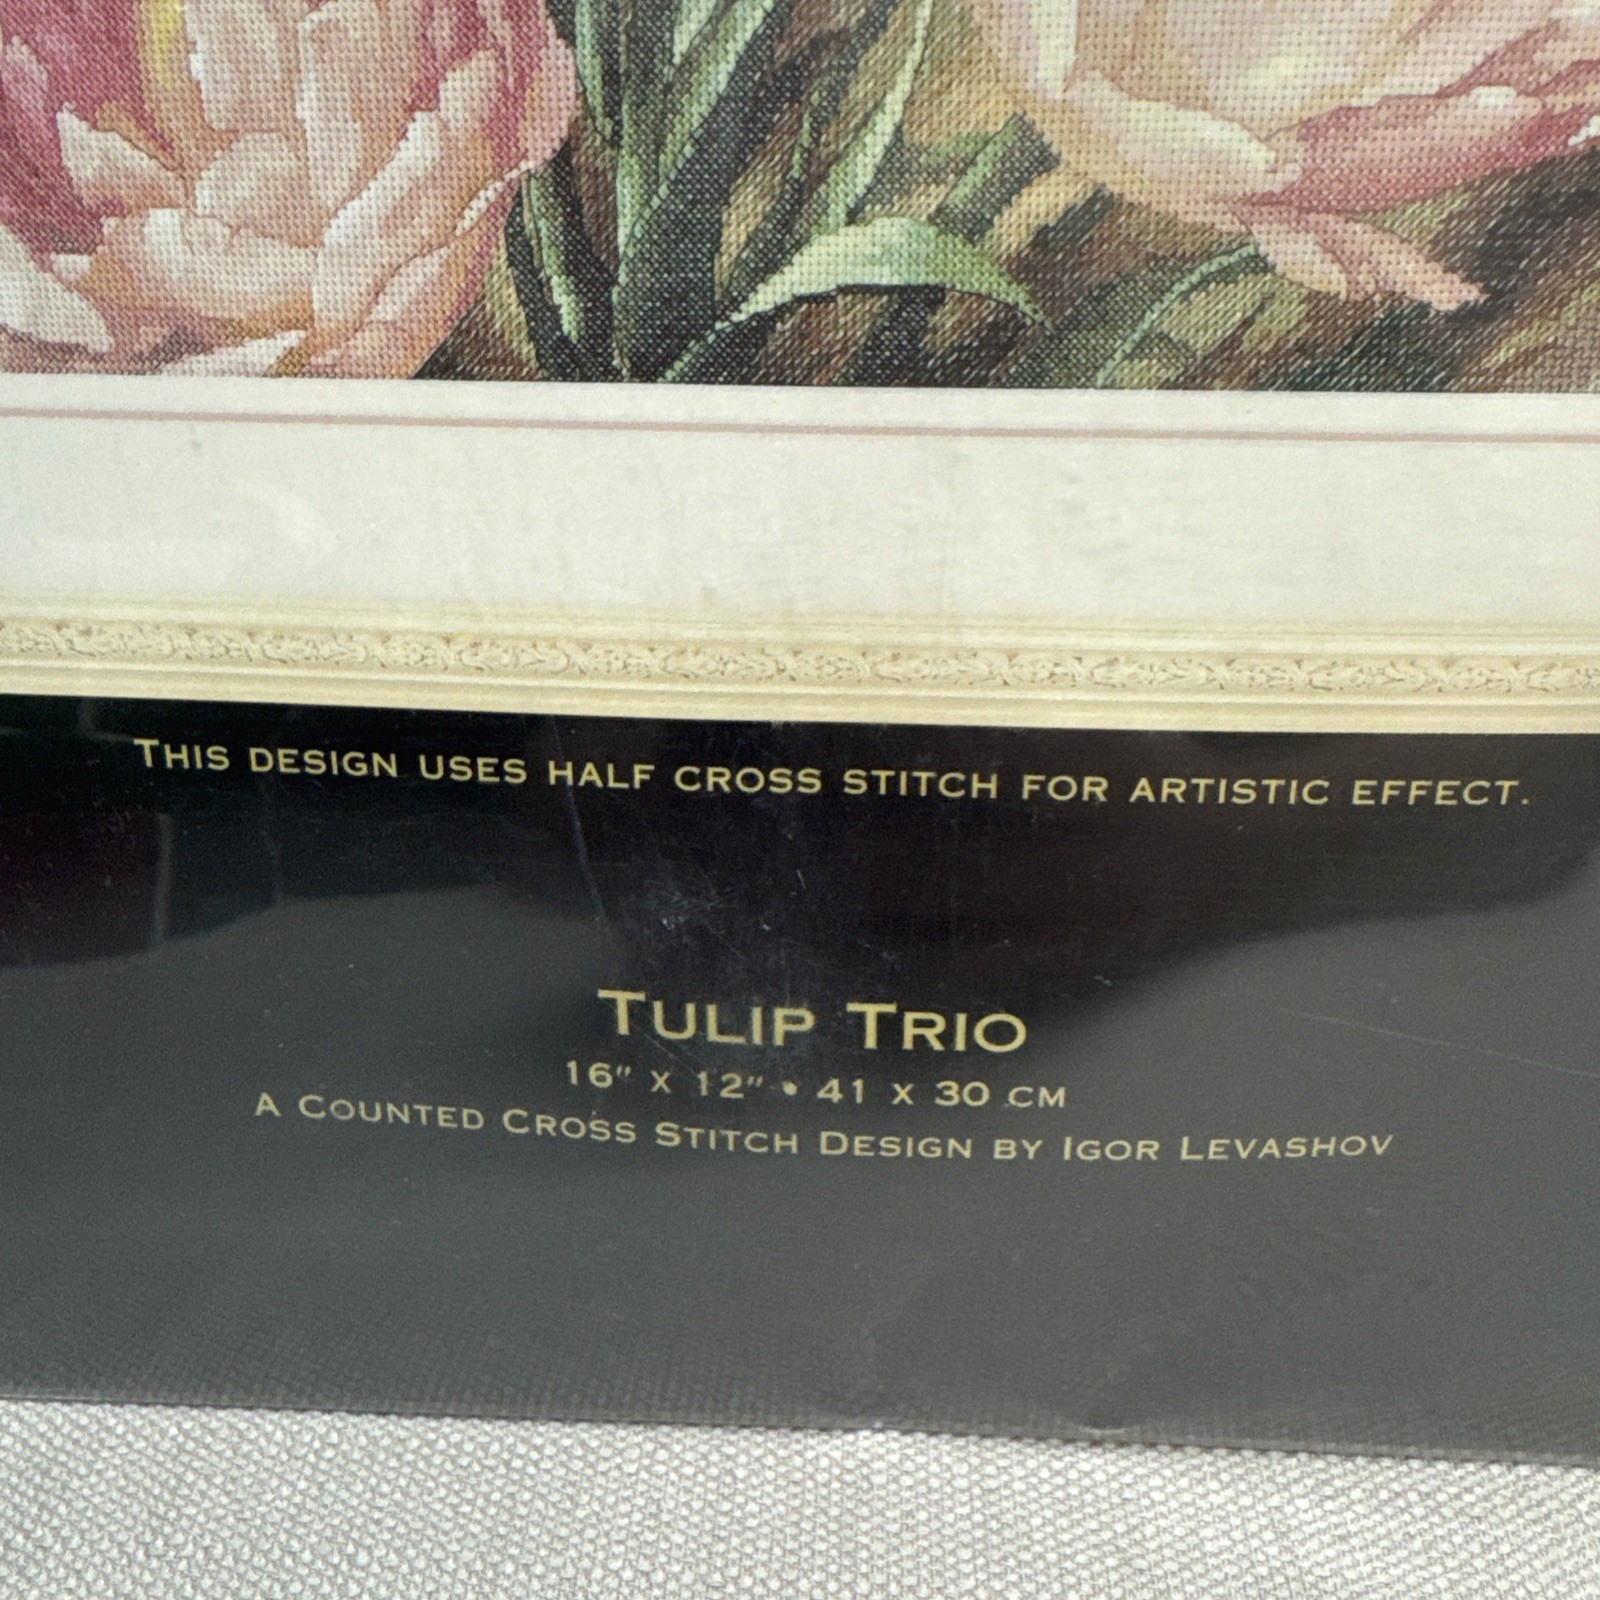 THIS DESIGN USES HALF CROSS STITCH FOR ARTISTIC EFFECT.
TULIP TRIO
16" X 12" • 41 X 30 CM
A COUNTED CROSS STITCH DESIGN BY IGOR LEVASHOV